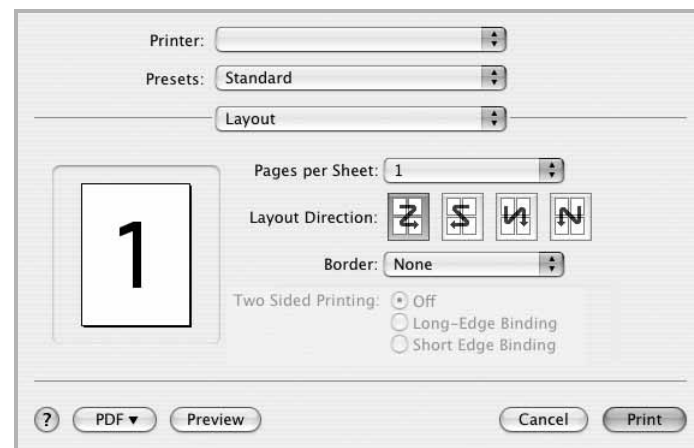 Printer:
Presets: Standard
Layout
Pages per Sheet: 1
Layout Direction:
1
Border: None
Two Sided Printing: Off
Long-Edge Binding
Short Edge Binding
? PDF ▼ Preview Cancel Print